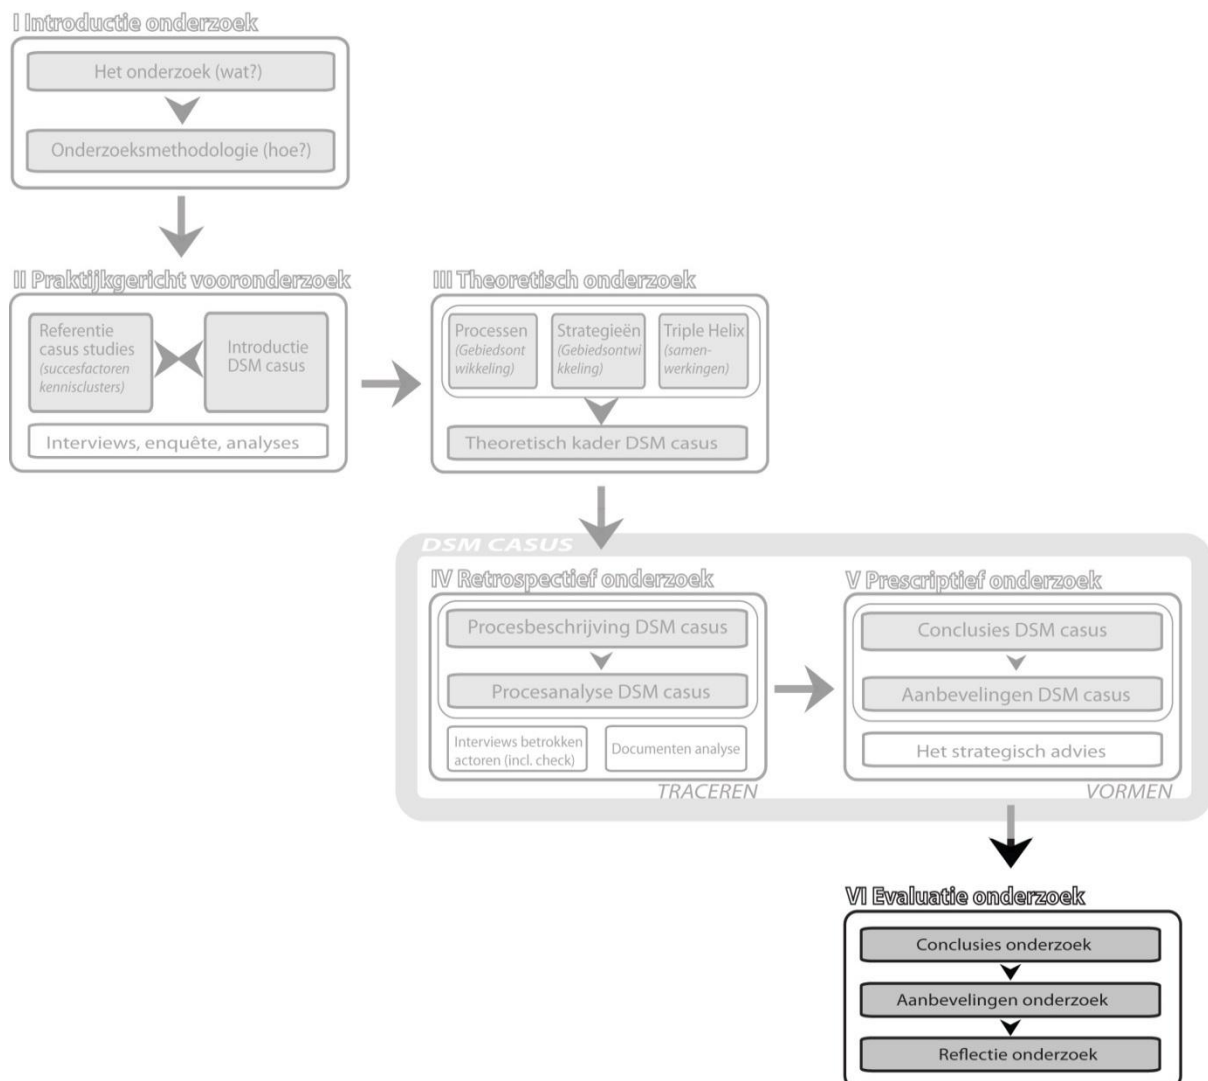 I Introductie onderzoek
Het onderzoek (wat?)
Onderzoeksmethodologie (hoe?)
II Praktijkgericht vooronderzoek
Referentie
casus studies
(succesfactoren
kennisclusters)
Introductie
DSM casus
Interviews, enquête, analyses
III Theoretisch onderzoek
Processen
(Gebiedsont
wikkeling)
Strategieën
(Gebiedsontwi
kkeling)
Triple Helix
(samen-
werkingen)
Theoretisch kader DSM casus
DSM CASUS
IV Retrospectief onderzoek
Procesbeschrijving DSM casus
Procesanalyse DSM casus
Interviews betrokken
actoren (incl. check)
Documenten analyse
TRACEREN
V Prescriptief onderzoek
Conclusies DSM casus
Aanbevelingen DSM casus
Het strategisch advies
VORMEN
VI Evaluatie onderzoek
Conclusies onderzoek
Aanbevelingen onderzoek
Reflectie onderzoek